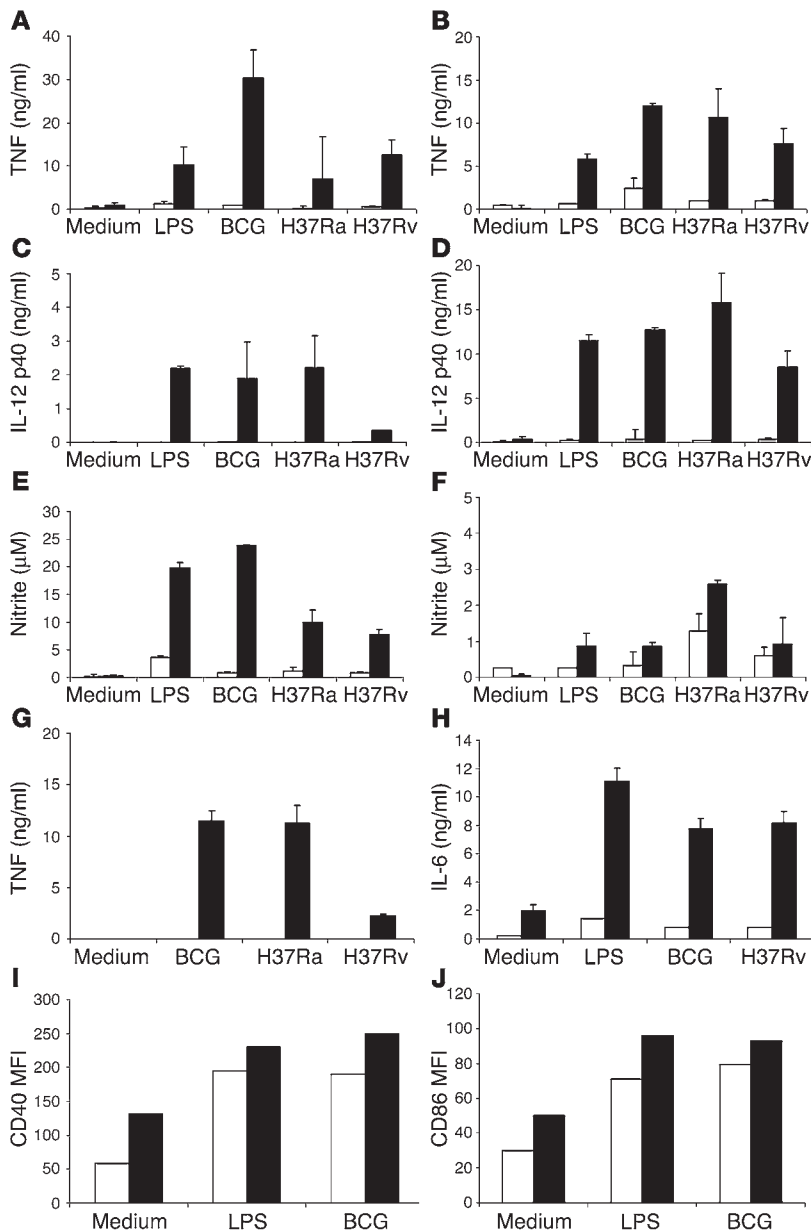 A
TNF (ng/ml)
40
30
20
10
0
Medium LPS BCG H37Ra H37Rv
B
TNF (ng/ml)
20
15
10
5
0
Medium LPS BCG H37Ra H37Rv
C
IL-12 p40 (ng/ml)
5
4
3
2
1
0
Medium LPS BCG H37Ra H37Rv
D
IL-12 p40 (ng/ml)
20
15
10
5
0
Medium LPS BCG H37Ra H37Rv
E
Nitrite (μM)
30
25
20
15
10
5
0
Medium LPS BCG H37Ra H37Rv
F
Nitrite (μM)
5
4
3
2
1
0
Medium LPS BCG H37Ra H37Rv
G
TNF (ng/ml)
20
15
10
5
0
Medium BCG H37Ra H37Rv
H
IL-6 (ng/ml)
14
12
10
8
6
4
2
0
Medium LPS BCG H37Rv
I
CD40 MFI
300
250
200
150
100
50
0
Medium LPS BCG
J
CD86 MFI
120
100
80
60
40
20
0
Medium LPS BCG